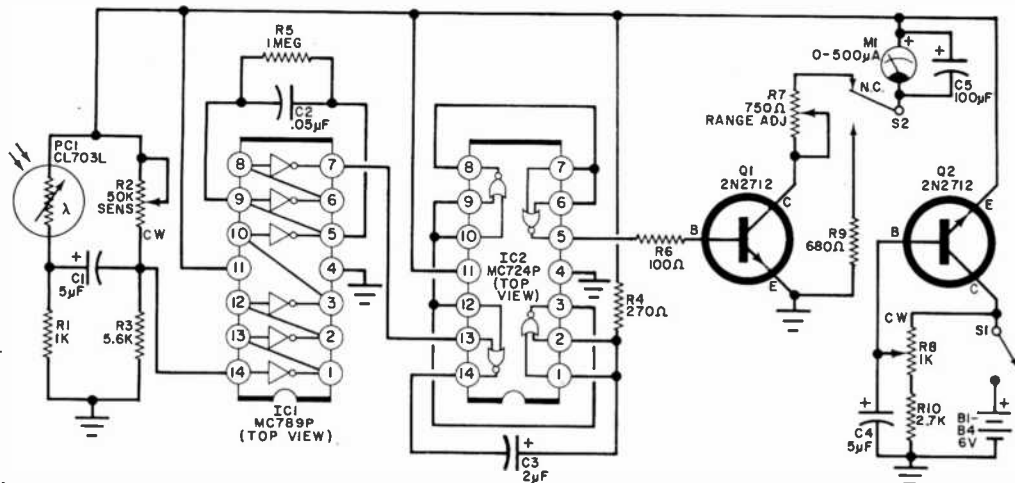 R5
1MEG
C2
.05µF
PC1
CL703L
λ
R2
50K
SENS
CW
+
C1
5µF
R1
1K
R3
5.6K
8
7
9
6
10
5
11
4
12
3
13
2
14
1
IC1
MC789P
(TOP VIEW)
8
7
9
6
10
5
11
4
12
3
13
2
14
1
IC2
MC724P
(TOP
VIEW)
+
C3
2µF
R4
270Ω
R6
100Ω
Q1
2N2712
B
C
E
R7
750Ω
RANGE ADJ
N.C.
S2
M1
0-500µA
+
+
C5
100µF
R9
680Ω
Q2
2N2712
B
E
C
CW
R8
1K
S1
R10
2.7K
+
C4
5µF
+
B1-
B4
6V